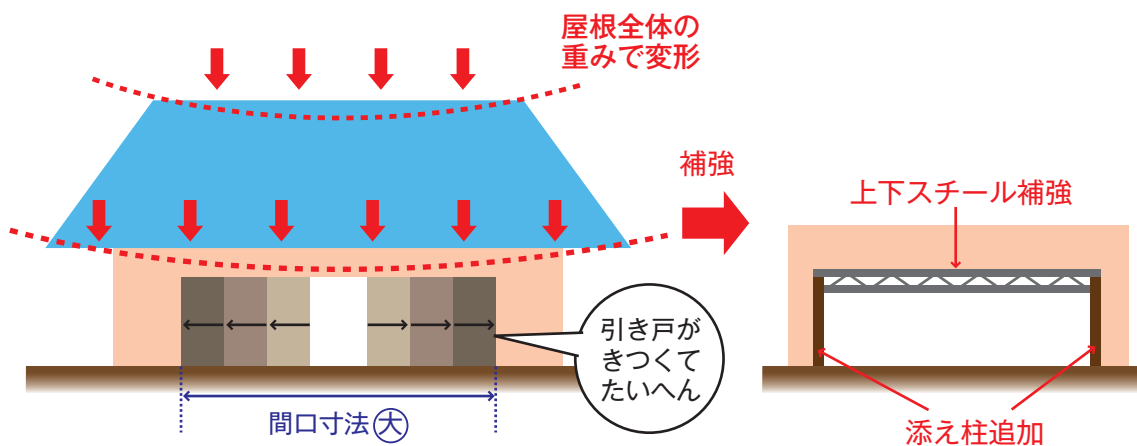 屋根全体の
重みで変形
補強
上下スチール補強
引き戸が
きつくて
たいへん
間口寸法大
添え柱追加